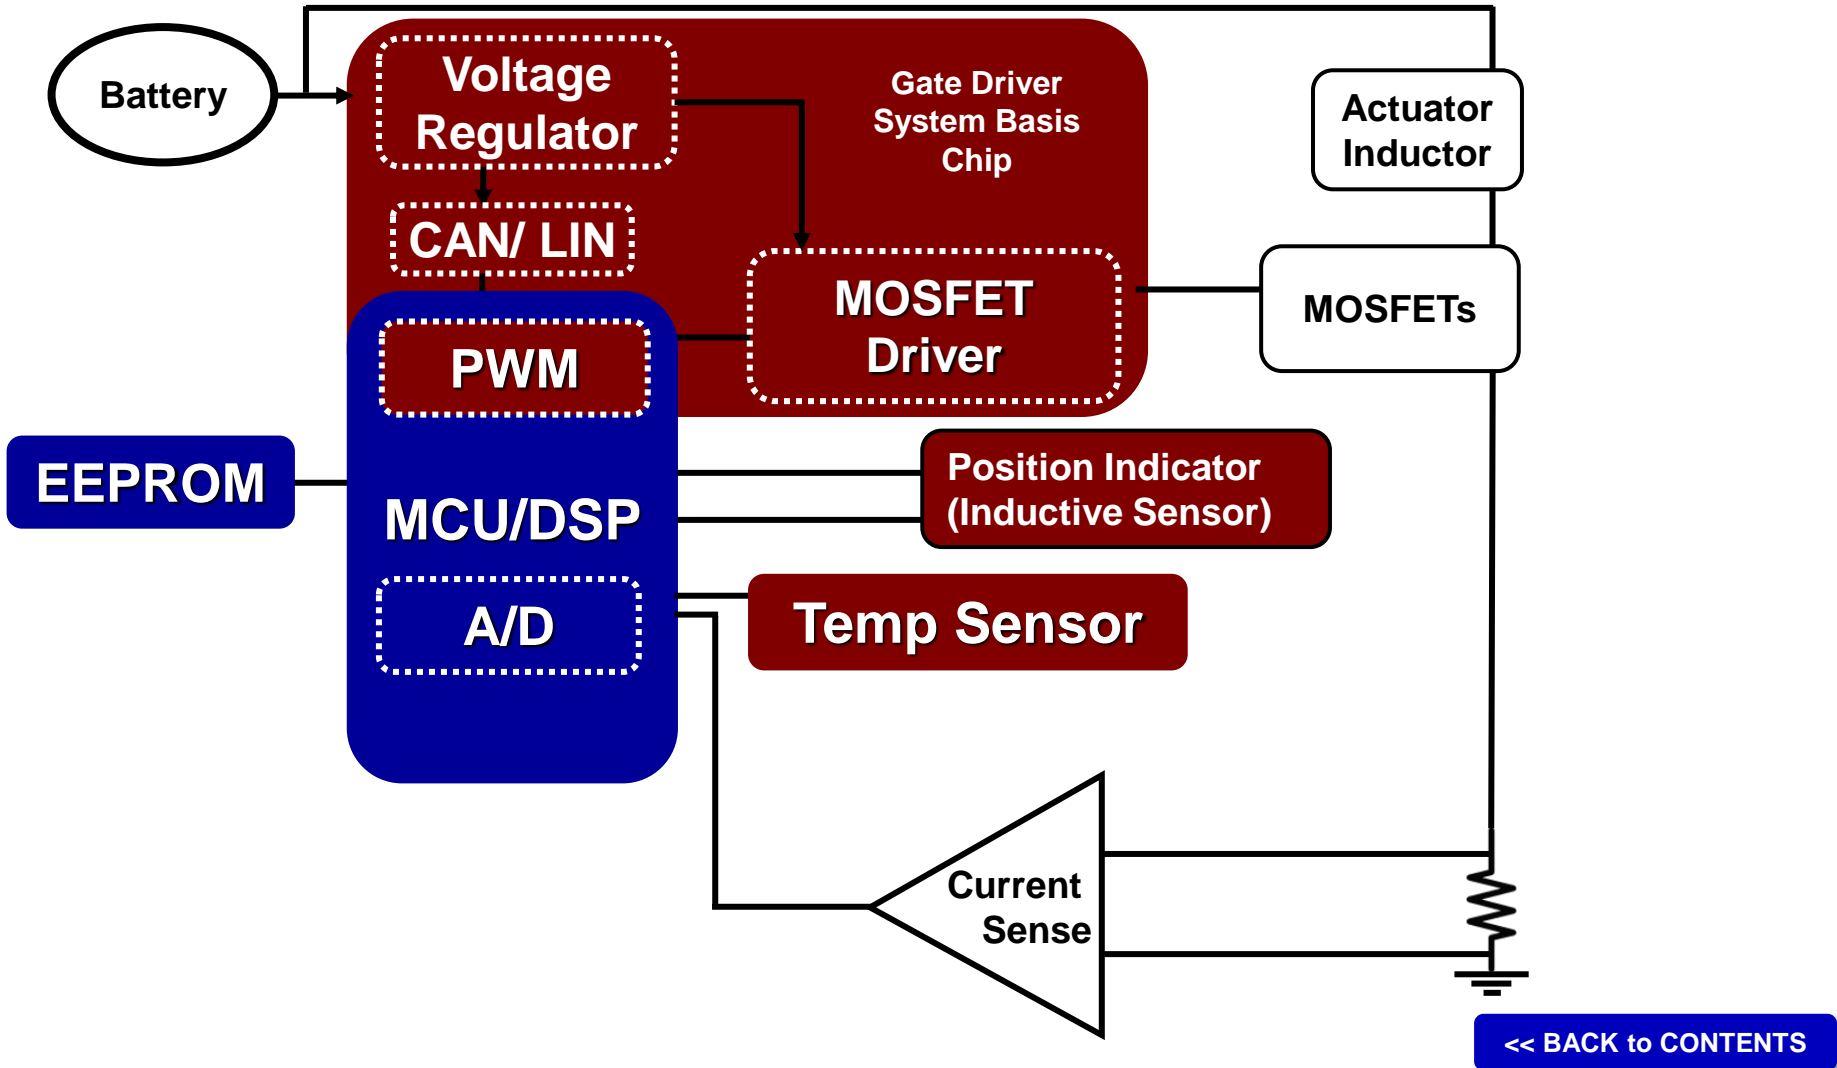 Battery
Voltage
Regulator
Gate Driver
System Basis
Chip
Actuator
Inductor
CAN/ LIN
MOSFET
Driver
MOSFETs
PWM
EEPROM
MCU/DSP
Position Indicator
(Inductive Sensor)
A/D
Temp Sensor
Current
Sense
<< BACK to CONTENTS